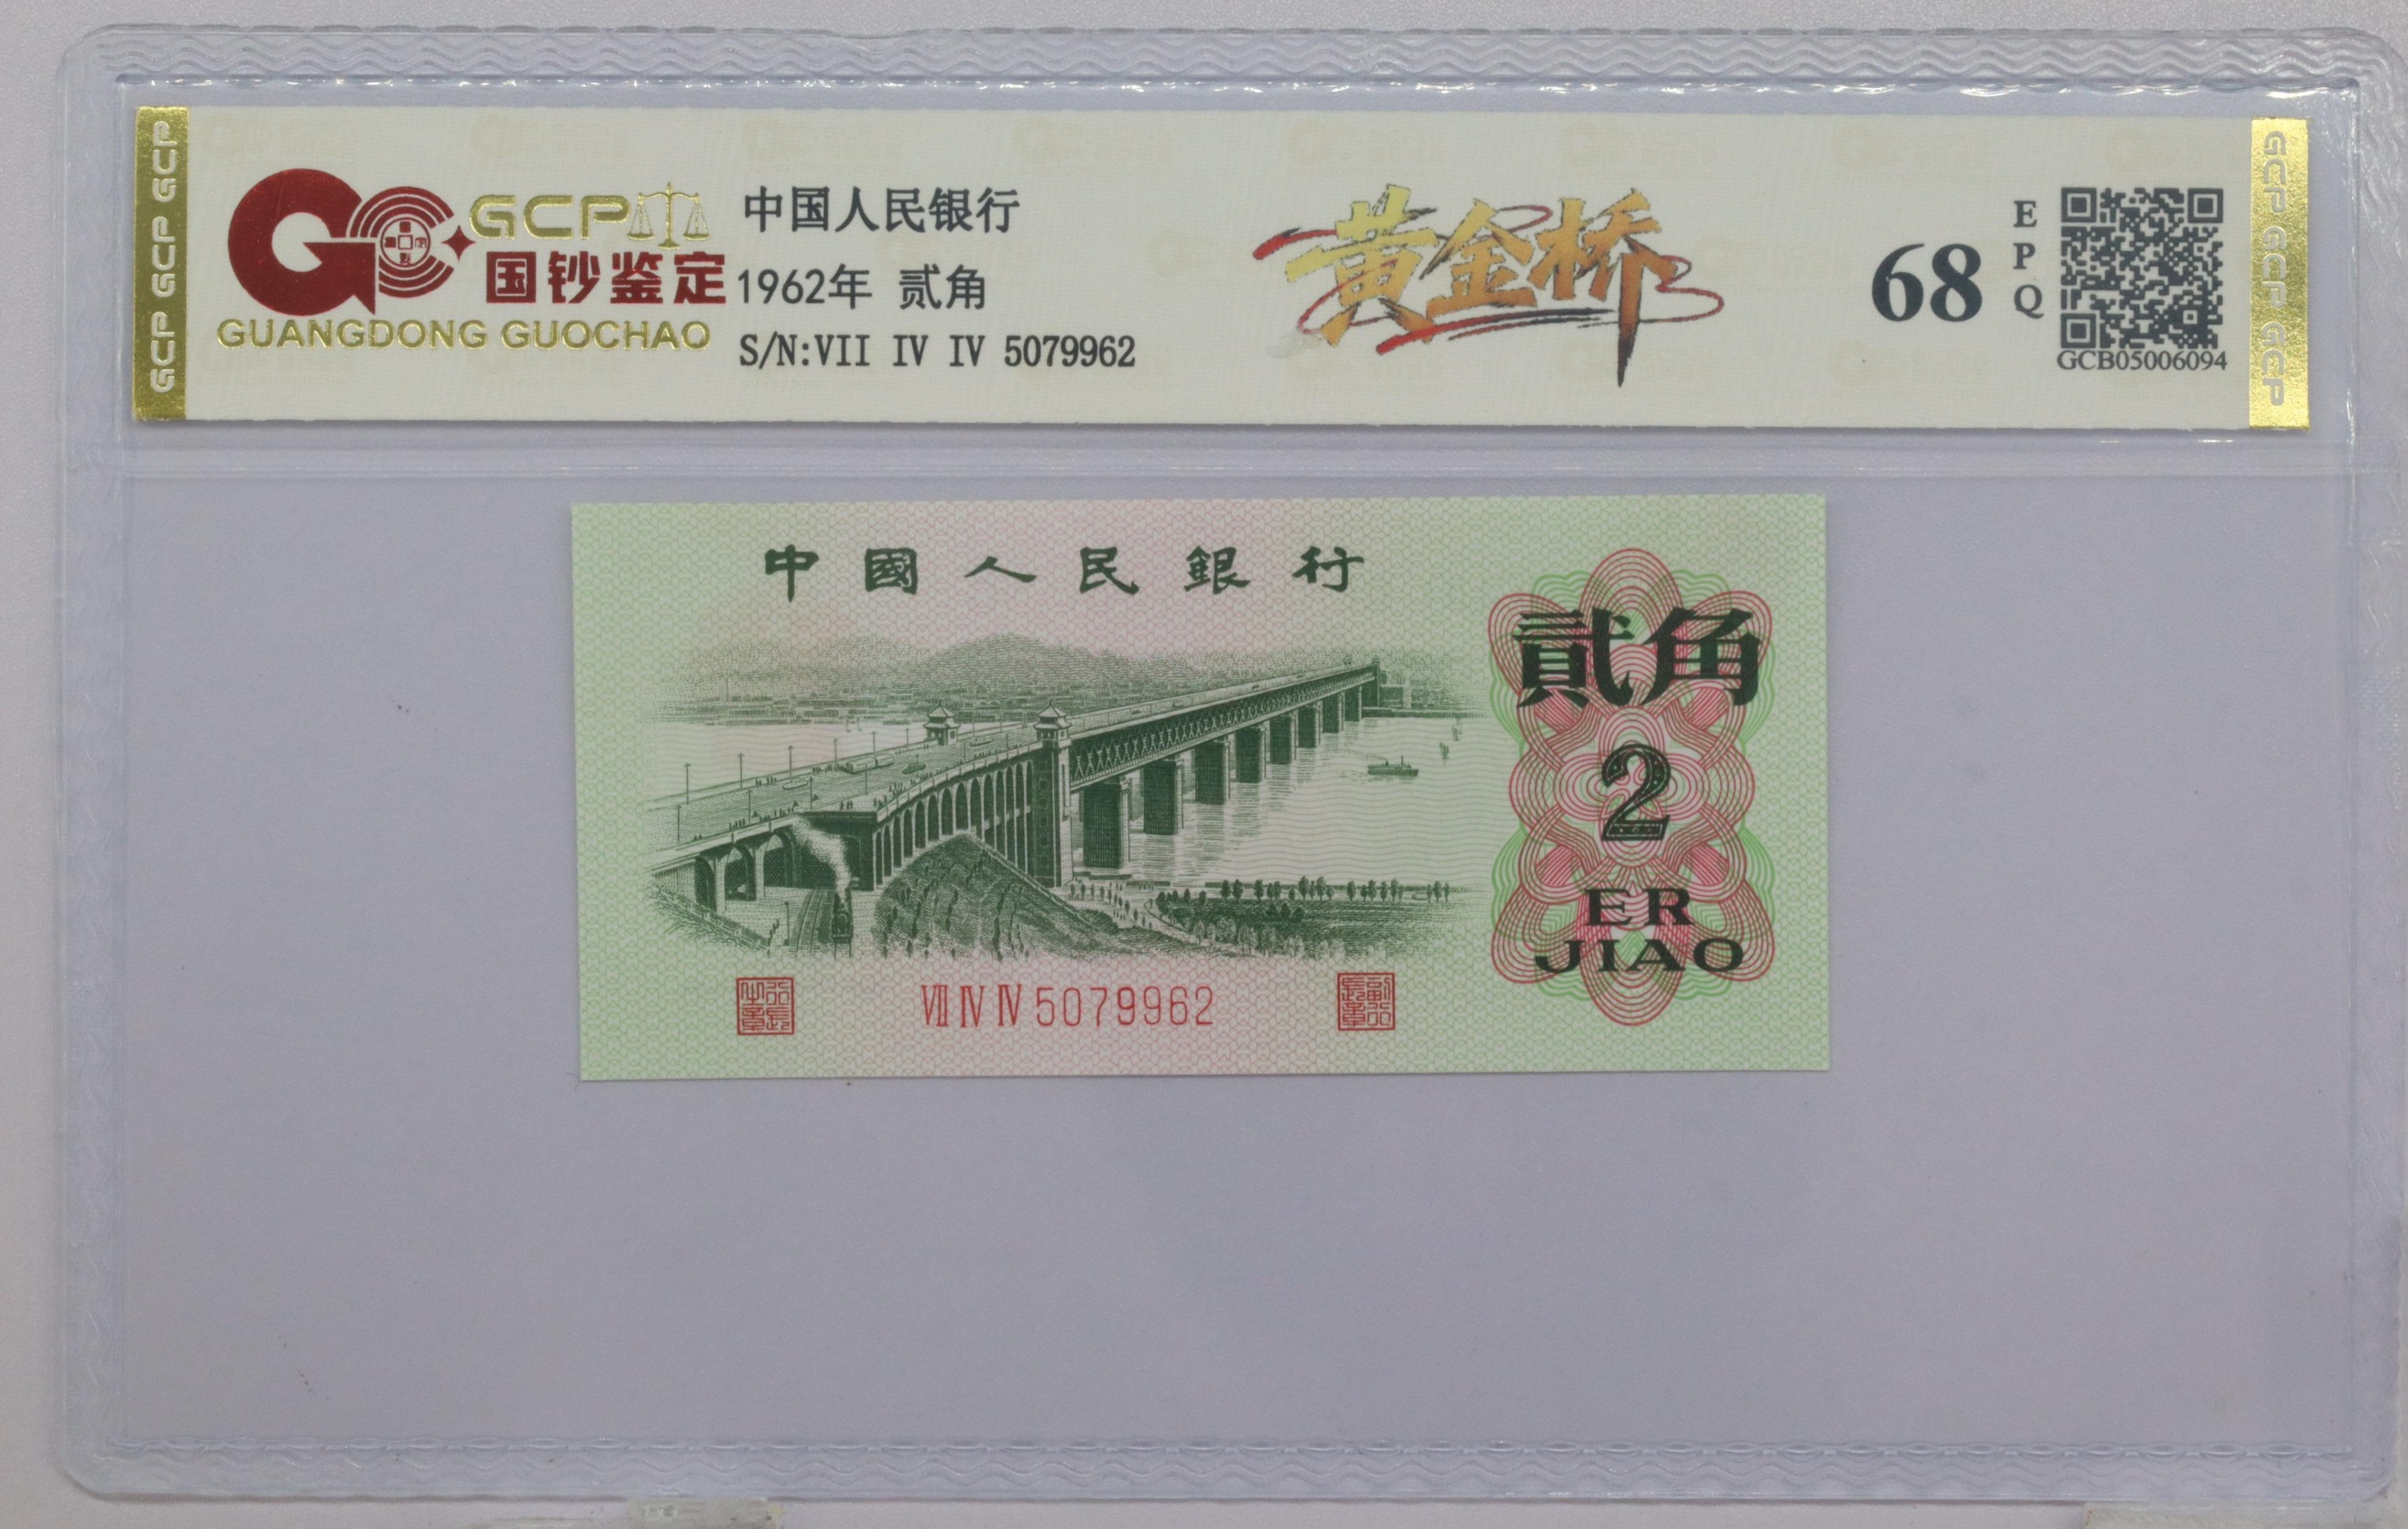 GCP GCP GCP
GCP
国钞鉴定
GUANGDONG GUOCHAO
中国人民银行
1962年 贰角
S/N:VII IV IV 5079962
黄金桥
68
EPQ
GCB05006094
GCP GCP GCP
中國人民銀行
貳角
2
ER
JIAO
VII IV IV 5079962